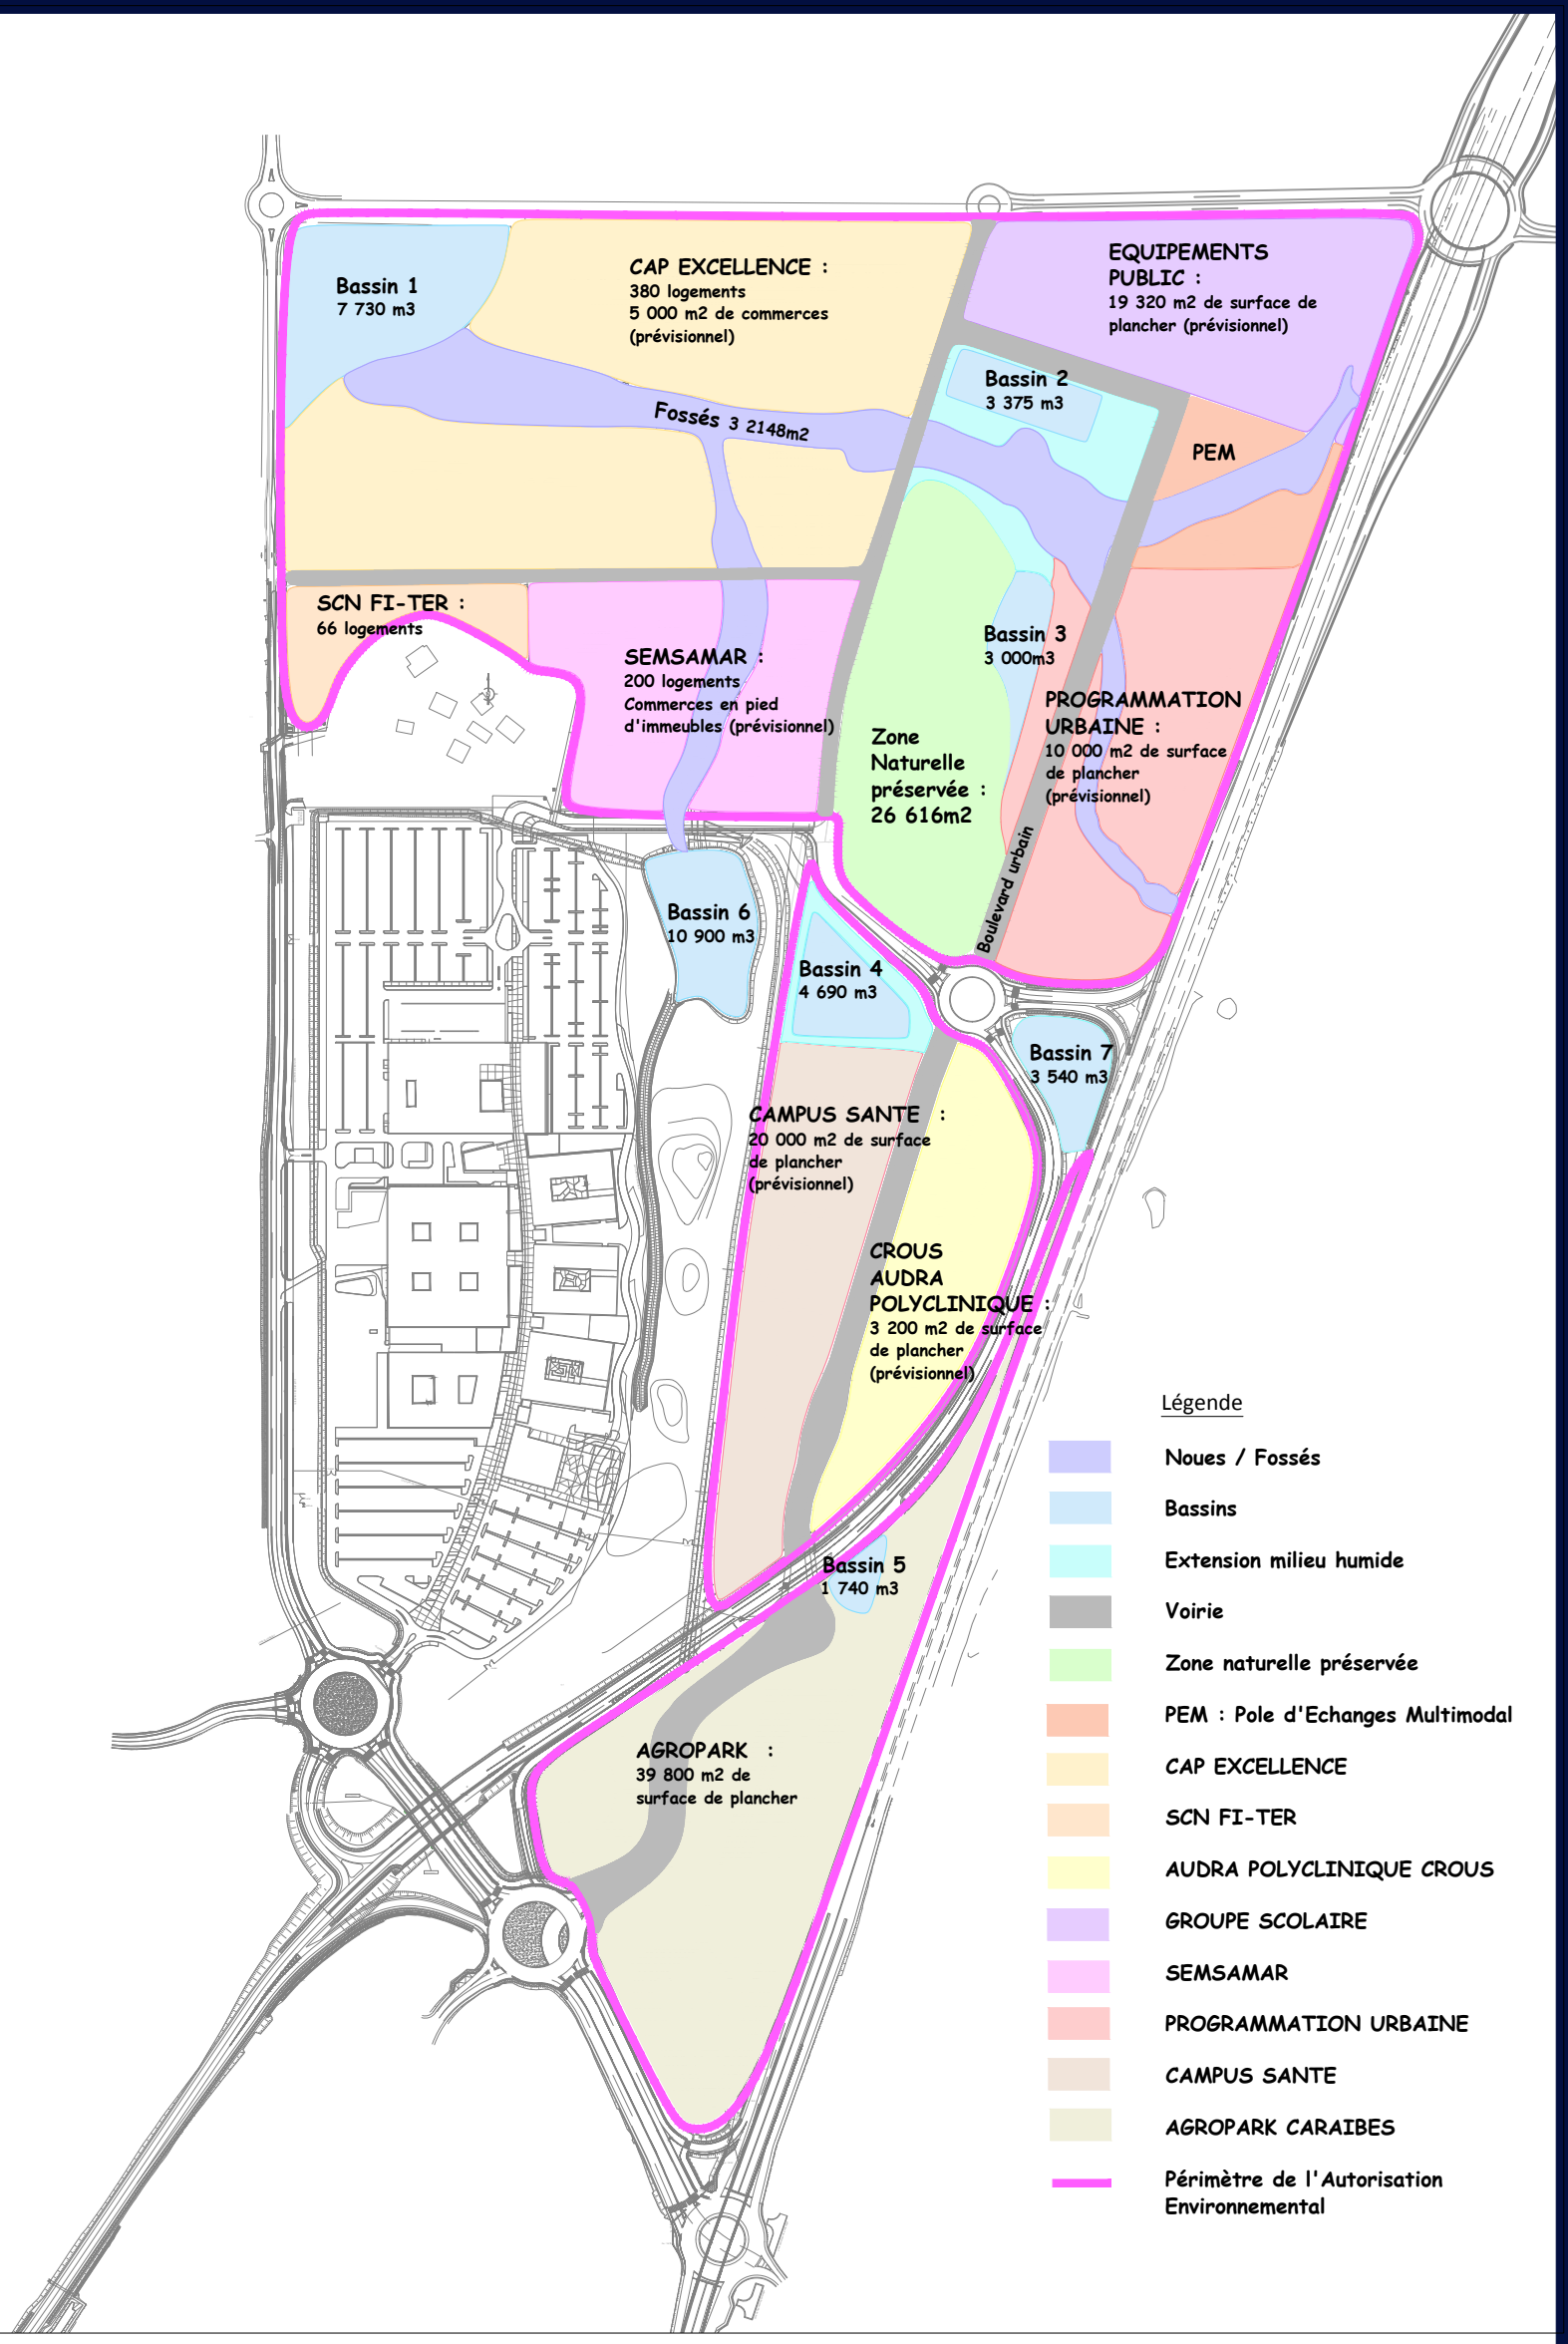 Bassin 1
7 730 m3
CAP EXCELLENCE :
380 logements
5 000 m2 de commerces
(prévisionnel)
EQUIPEMENTS
PUBLIC :
19 320 m2 de surface de
plancher (prévisionnel)
Bassin 2
3 375 m3
Fossés 3 2148m2
PEM
SCN FI-TER :
66 logements
SEMSAMAR :
200 logements
Commerces en pied
d'immeubles (prévisionnel)
Bassin 3
3 000m3
PROGRAMMATION
URBAINE :
10 000 m2 de surface
de plancher
(prévisionnel)
Zone
Naturelle
préservée :
26 616m2
Boulevard urbain
Bassin 6
10 900 m3
Bassin 4
4 690 m3
Bassin 7
3 540 m3
CAMPUS SANTE :
20 000 m2 de surface
de plancher
(prévisionnel)
CROUS
AUDRA
POLYCLINIQUE :
3 200 m2 de surface
de plancher
(prévisionnel)
Bassin 5
1 740 m3
AGROPARK :
39 800 m2 de
surface de plancher
Légende
Noues / Fossés
Bassins
Extension milieu humide
Voirie
Zone naturelle préservée
PEM : Pole d'Echanges Multimodal
CAP EXCELLENCE
SCN FI-TER
AUDRA POLYCLINIQUE CROUS
GROUPE SCOLAIRE
SEMSAMAR
PROGRAMMATION URBAINE
CAMPUS SANTE
AGROPARK CARAIBES
Périmètre de l'Autorisation
Environnemental